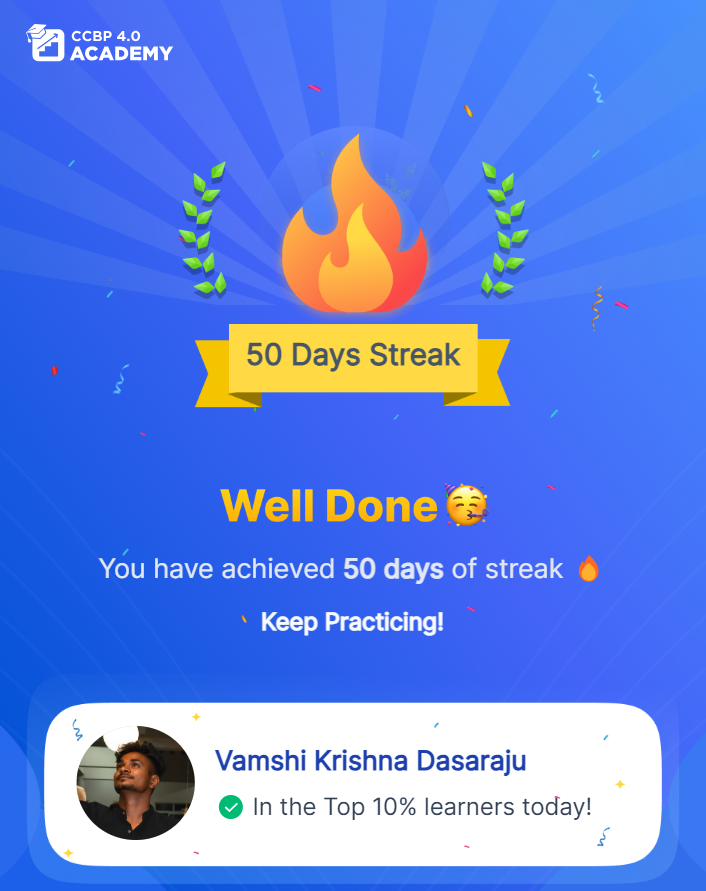 CCBP 4.0
ACADEMY
50 Days Streak
Well Done🥳
You have achieved 50 days of streak 🔥
Keep Practicing!
Vamshi Krishna Dasaraju
In the Top 10% learners today!